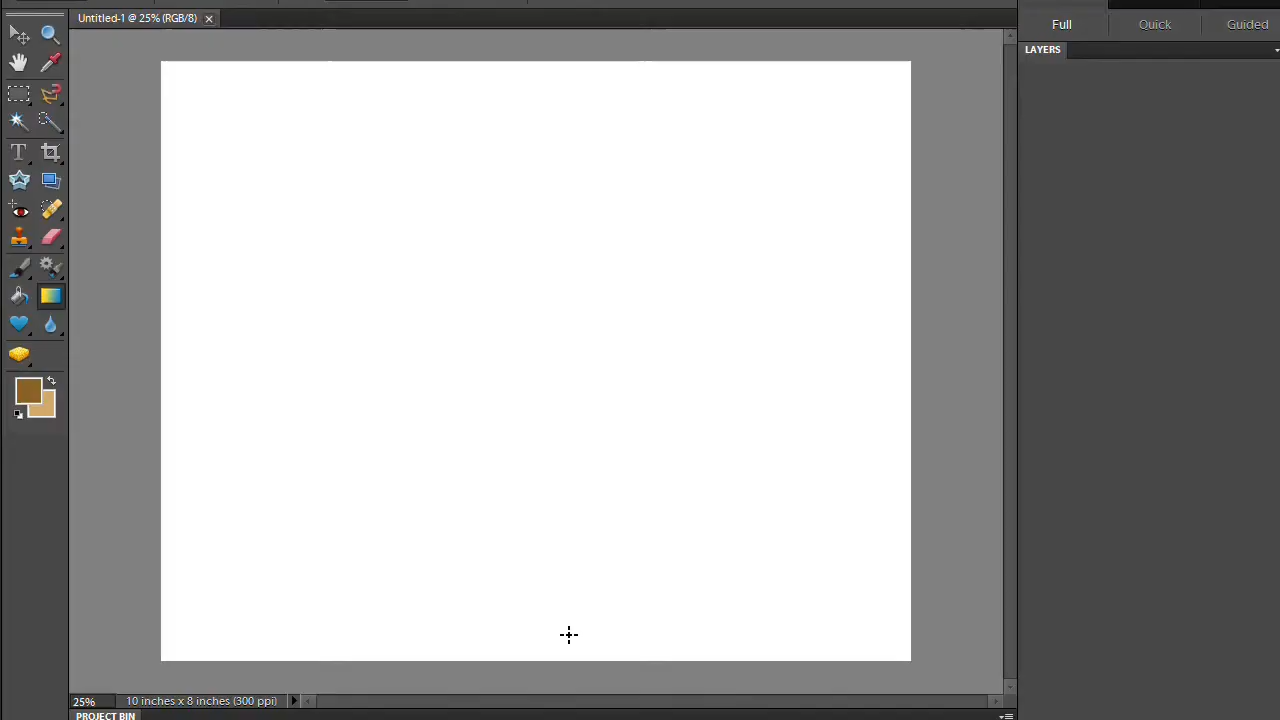 Untitled-1 @ 25% (RGB/8)
Full Quick Guided
LAYERS
T
25% 10 inches x 8 inches (300 ppi)
PROJECT BIN